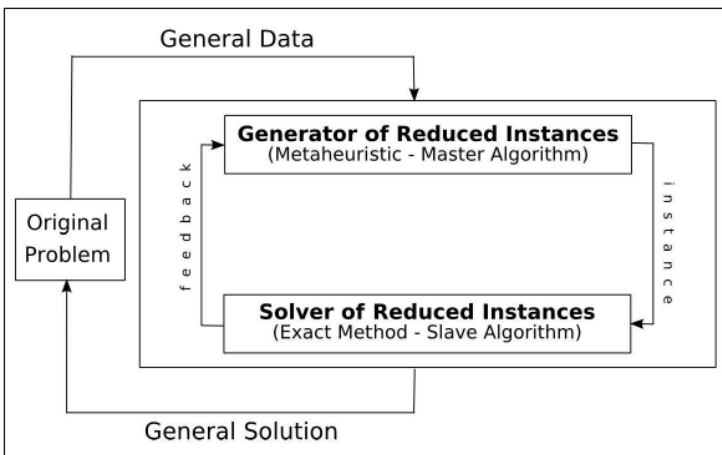 General Data
Generator of Reduced Instances
(Metaheuristic - Master Algorithm)
feedback
instance
Original
Problem
Solver of Reduced Instances
(Exact Method - Slave Algorithm)
General Solution